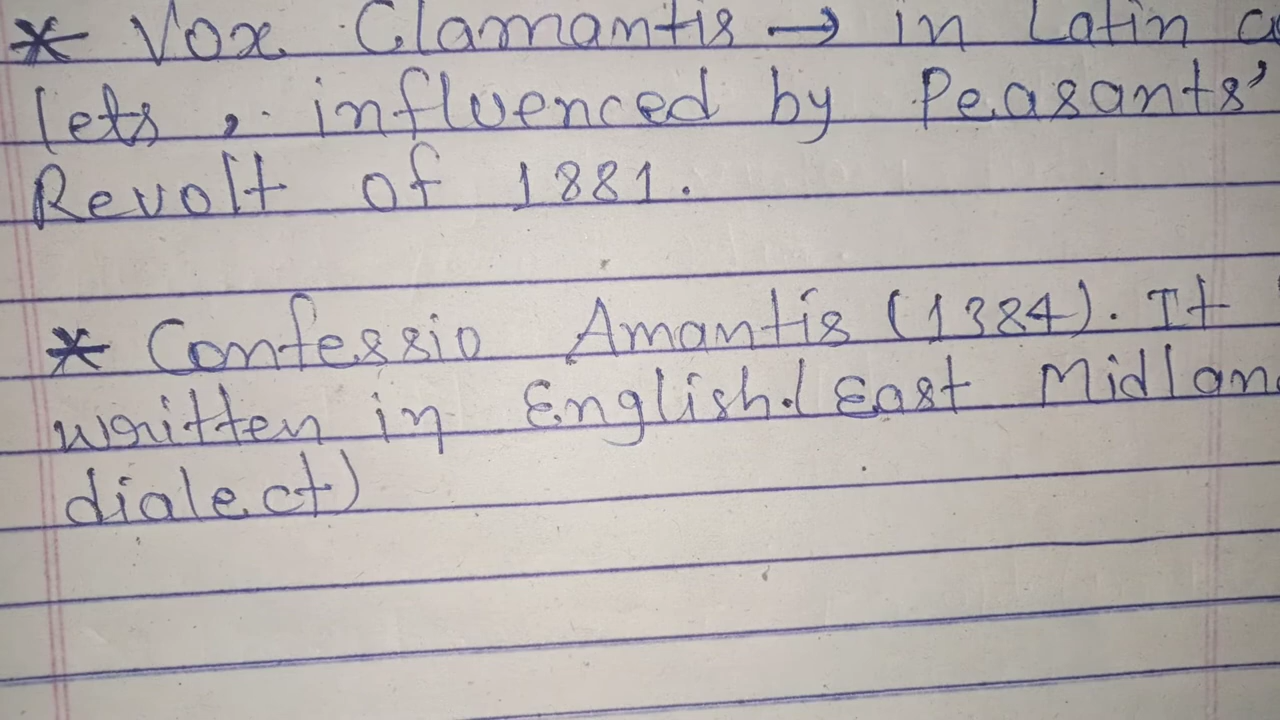 * Vox Clamantis → in Latin
lets, influenced by Peasants'
Revolt of 1881.
* Confessio Amantis (1384). It
written in English. (East Midlan
dialect)